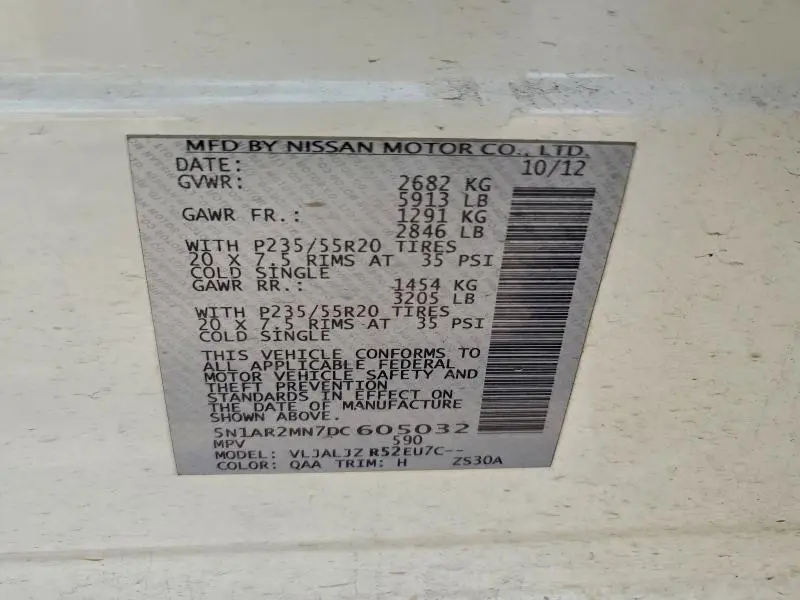 MFD BY NISSAN MOTOR CO., LTD.
DATE: 10/12
GVWR: 2682 KG
5913 LB
GAWR FR.: 1291 KG
2846 LB
WITH P235/55R20 TIRES
20 X 7.5 RIMS AT 35 PSI
COLD SINGLE
GAWR RR.: 1454 KG
3205 LB
WITH P235/55R20 TIRES
20 X 7.5 RIMS AT 35 PSI
COLD SINGLE
THIS VEHICLE CONFORMS TO
ALL APPLICABLE FEDERAL
MOTOR VEHICLE SAFETY AND
THEFT PREVENTION
STANDARDS IN EFFECT ON
THE DATE OF MANUFACTURE
SHOWN ABOVE.
5N1AR2MN7DC605032
MPV 590
MODEL: VLJALJZ R52EU7C--
COLOR: QAA TRIM: H ZS30A